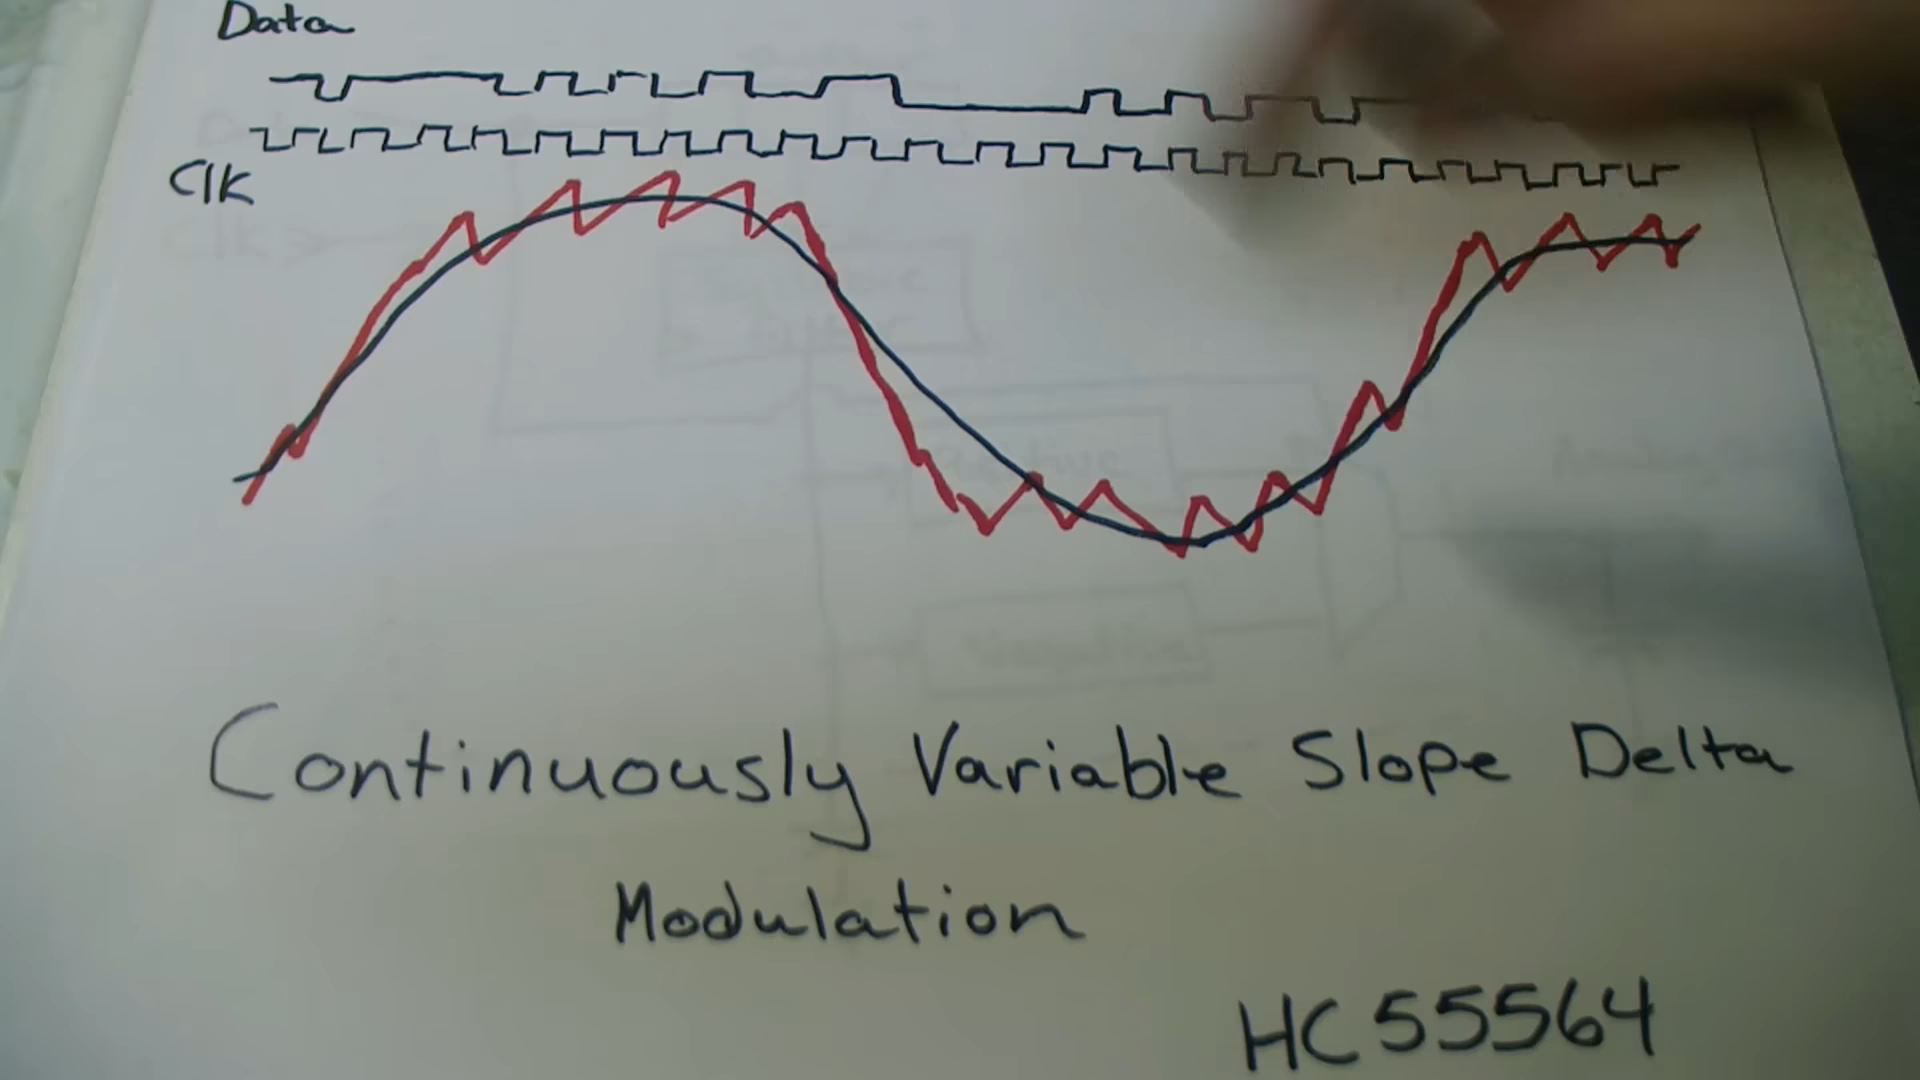 Data
Clk
Continuously Variable Slope Delta
Modulation
HC55564